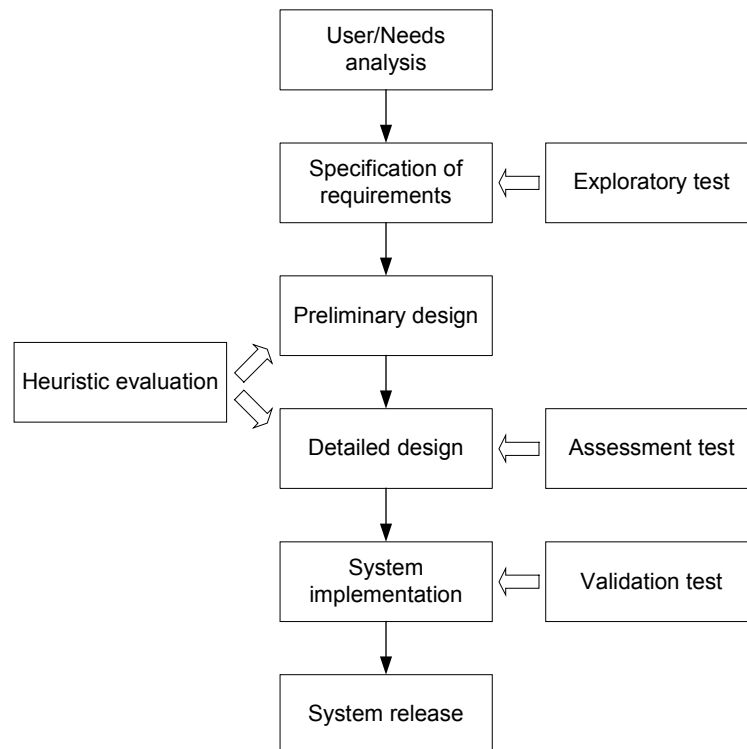 User/Needs
analysis
Specification of
requirements
Exploratory test
Preliminary design
Heuristic evaluation
Detailed design
Assessment test
System
implementation
Validation test
System release